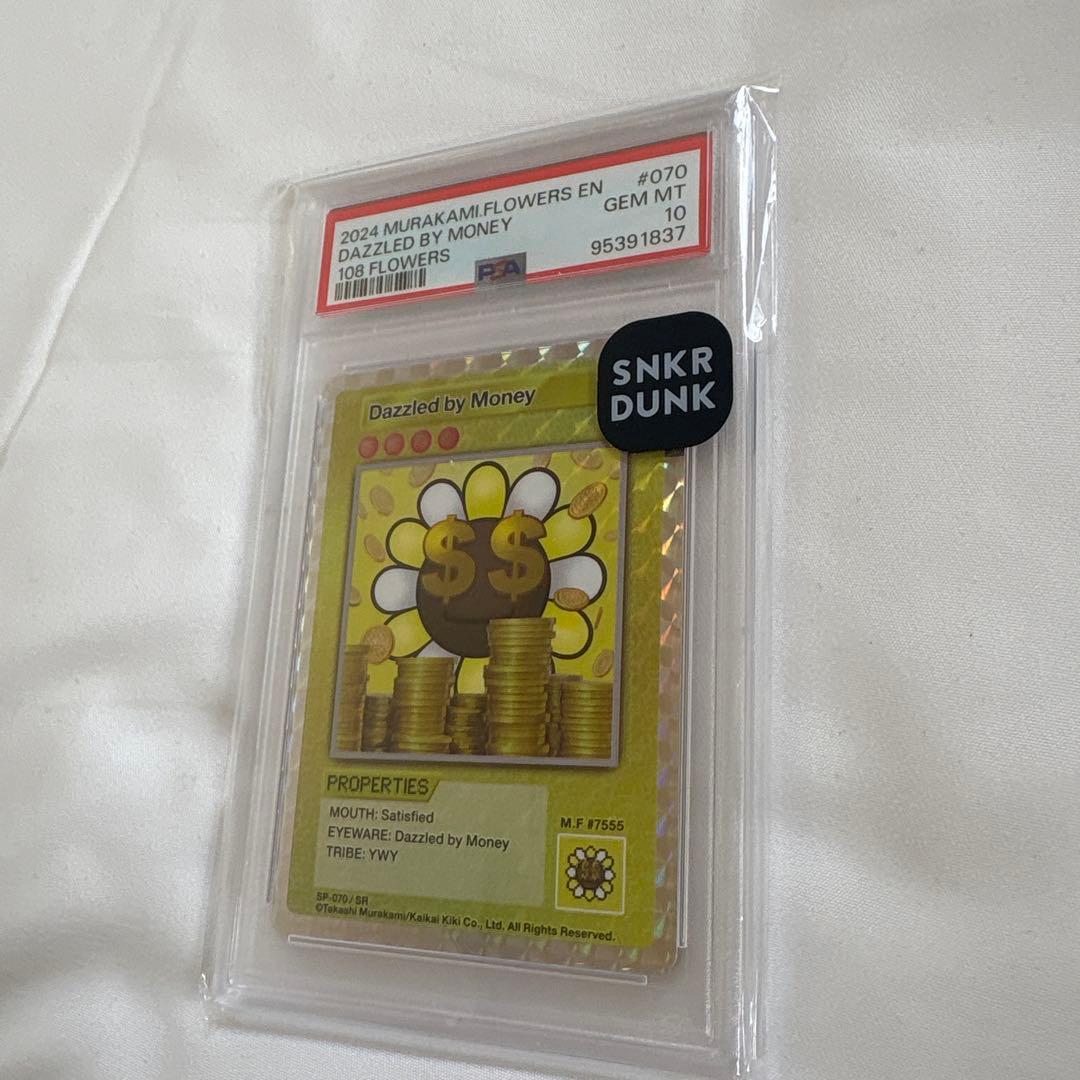 2024 MURAKAMI.FLOWERS EN #070
DAZZLED BY MONEY GEM MT
108 FLOWERS 10
PSA 95391837
SNKR
DUNK
Dazzled by Money
$ $
PROPERTIES
MOUTH: Satisfied
EYEWARE: Dazzled by Money
TRIBE: YWY
M.F #7555
SP-070 / SR
©Takashi Murakami/Kaikai Kiki Co., Ltd. All Rights Reserved.